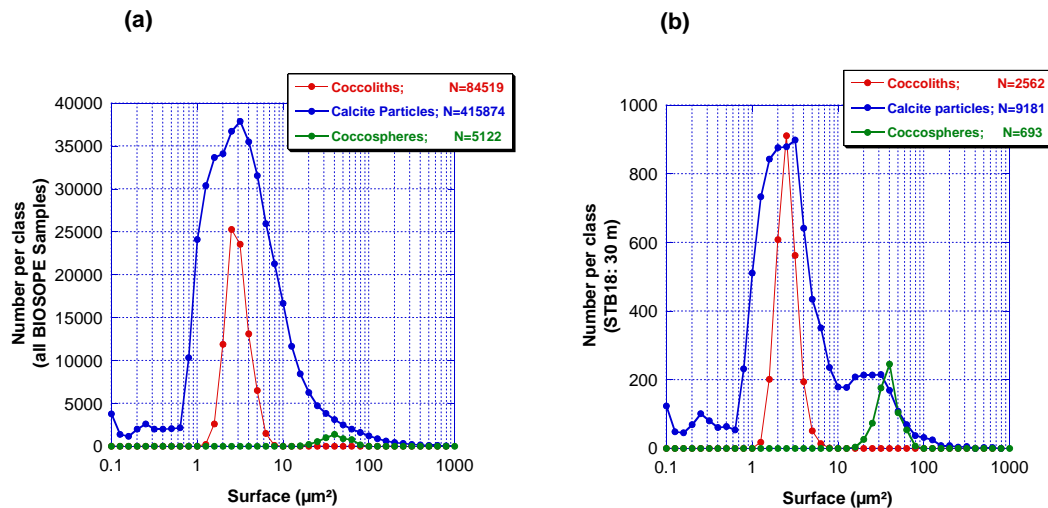 (a)
Coccoliths; N=84519
Calcite Particles; N=415874
Coccospheres; N=5122
40000
35000
30000
25000
20000
15000
10000
5000
0
0.1 1 10 100 1000
Number per class
(all BIOSOPE Samples)
Surface (µm²)
(b)
Coccoliths; N=2562
Calcite particles; N=9181
Coccospheres; N=693
1000
800
600
400
200
0
0.1 1 10 100 1000
Number per class
(STB18: 30 m)
Surface (µm²)